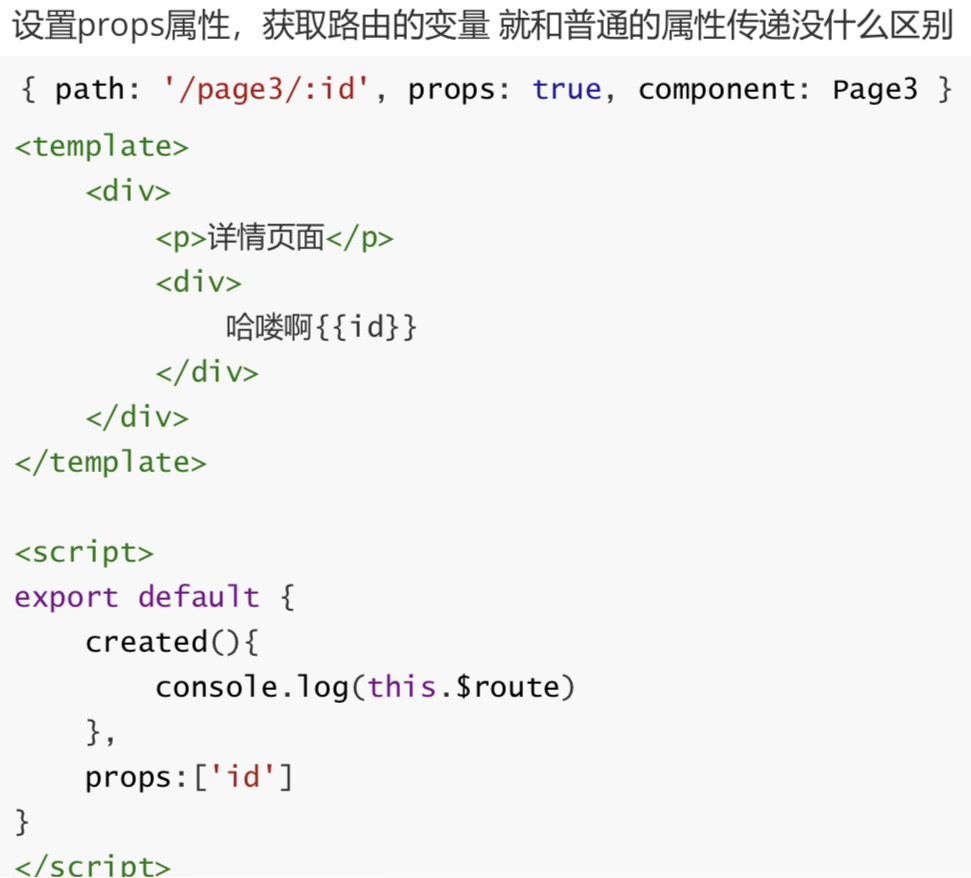 设置props属性，获取路由的变量 就和普通的属性传递没什么区别
{ path: '/page3/:id', props: true, component: Page3 }
<template>
    <div>
        <p>详情页面</p>
        <div>
            哈喽啊{{id}}
        </div>
    </div>
</template>

<script>
export default {
    created(){
        console.log(this.$route)
    },
    props:['id']
}
</script>